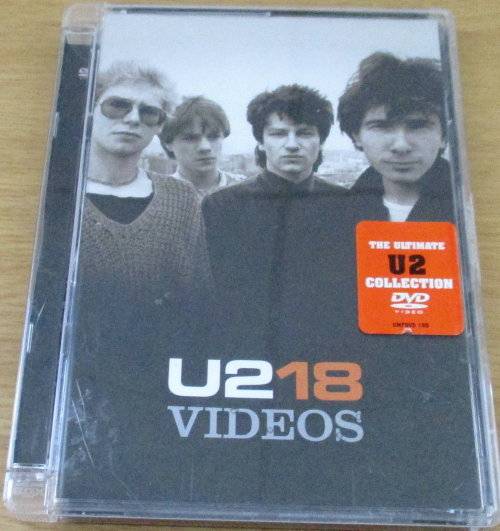 THE ULTIMATE
U2
COLLECTION
DVD
VIDEO
U218
VIDEOS